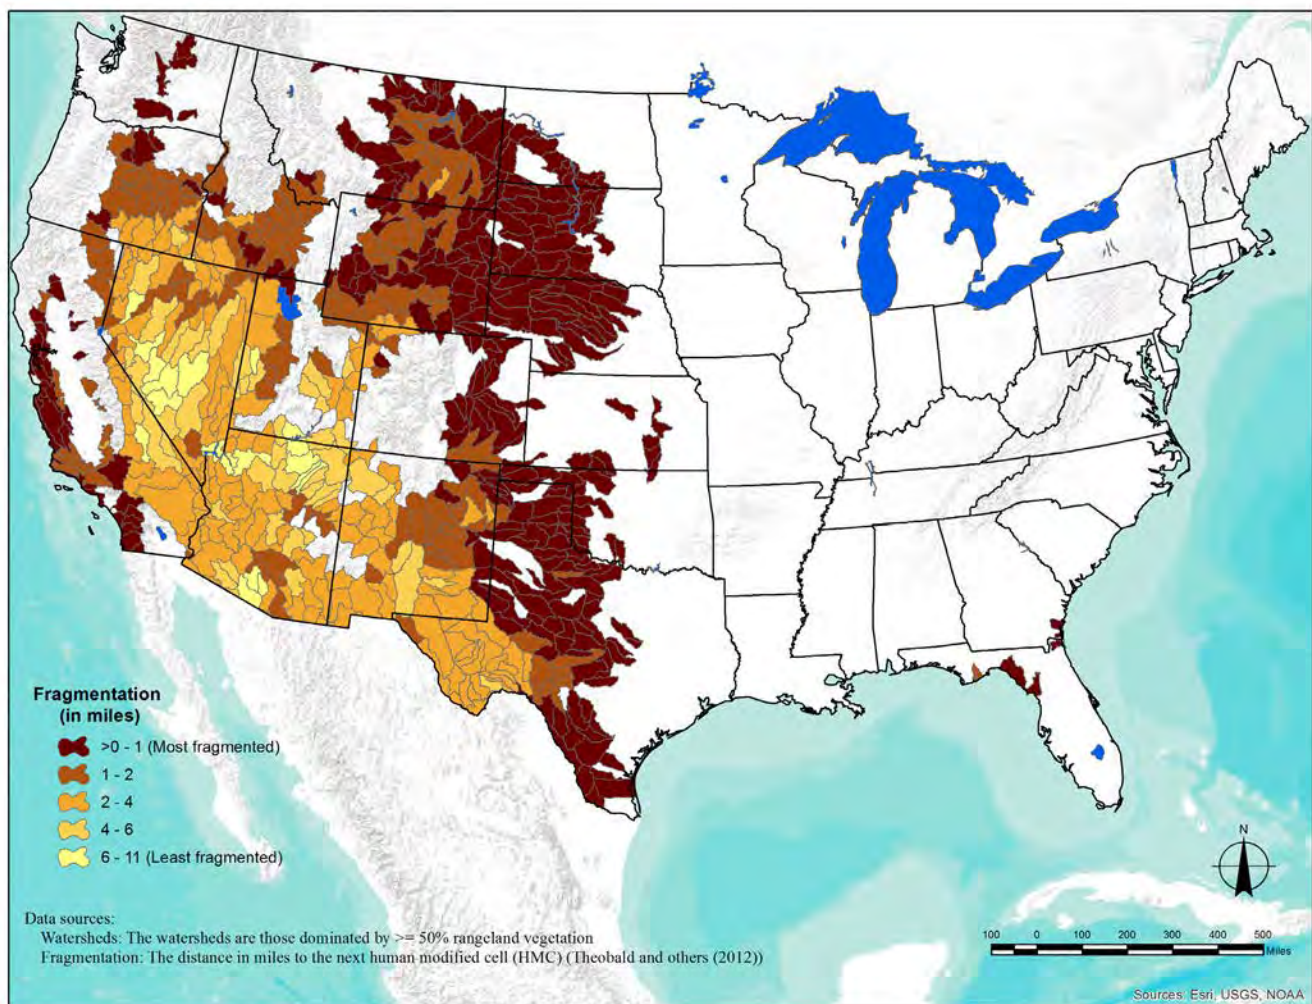 Fragmentation
(in miles)
>0 - 1 (Most fragmented)
1 - 2
2 - 4
4 - 6
6 - 11 (Least fragmented)
Data sources:
Watersheds: The watersheds are those dominated by >= 50% rangeland vegetation
Fragmentation: The distance in miles to the next human modified cell (HMC) (Theobald and others (2012))
N
100 0 100 200 300 400 500
Miles
Sources: Esri, USGS, NOAA